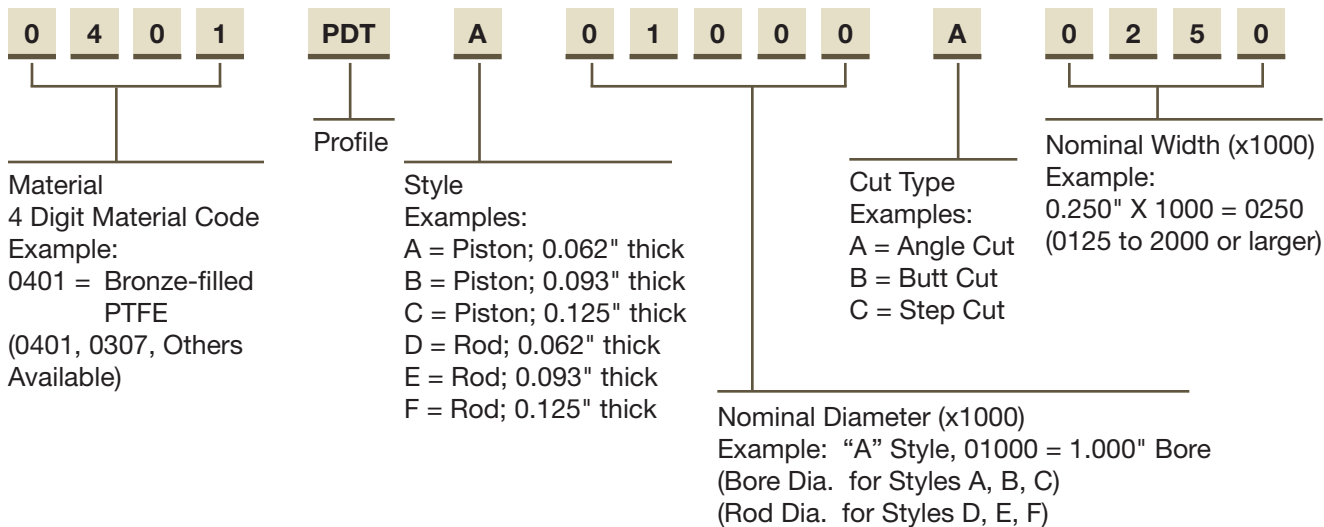 0 4 0 1 PDT A 0 1 0 0 0 A 0 2 5 0
Material
4 Digit Material Code
Example:
0401 = Bronze-filled
PTFE
(0401, 0307, Others
Available)
Profile
Style
Examples:
A = Piston; 0.062" thick
B = Piston; 0.093" thick
C = Piston; 0.125" thick
D = Rod; 0.062" thick
E = Rod; 0.093" thick
F = Rod; 0.125" thick
Nominal Diameter (x1000)
Example: “A” Style, 01000 = 1.000" Bore
(Bore Dia. for Styles A, B, C)
(Rod Dia. for Styles D, E, F)
Cut Type
Examples:
A = Angle Cut
B = Butt Cut
C = Step Cut
Nominal Width (x1000)
Example:
0.250" X 1000 = 0250
(0125 to 2000 or larger)